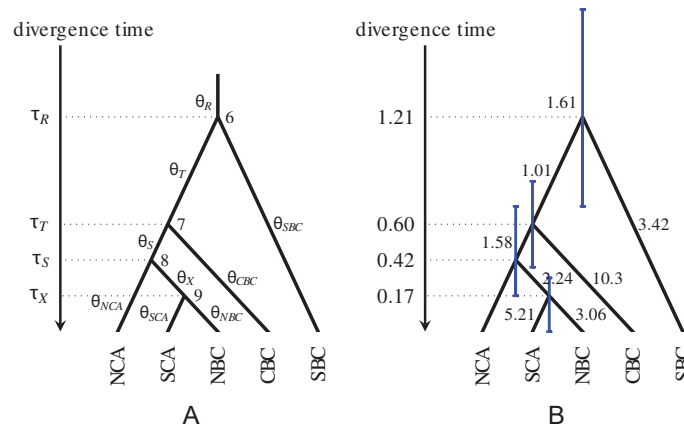 divergence time
θR
τR
6
θT
θSBC
τT
7
θS
τS
8
θX
θCBC
τX
9
θNCA
θSCA
θNBC
NCA
SCA
NBC
CBC
SBC
A
divergence time
1.61
1.21
1.01
3.42
0.60
1.58
0.42
2.24
10.3
0.17
5.21
3.06
NCA
SCA
NBC
CBC
SBC
B